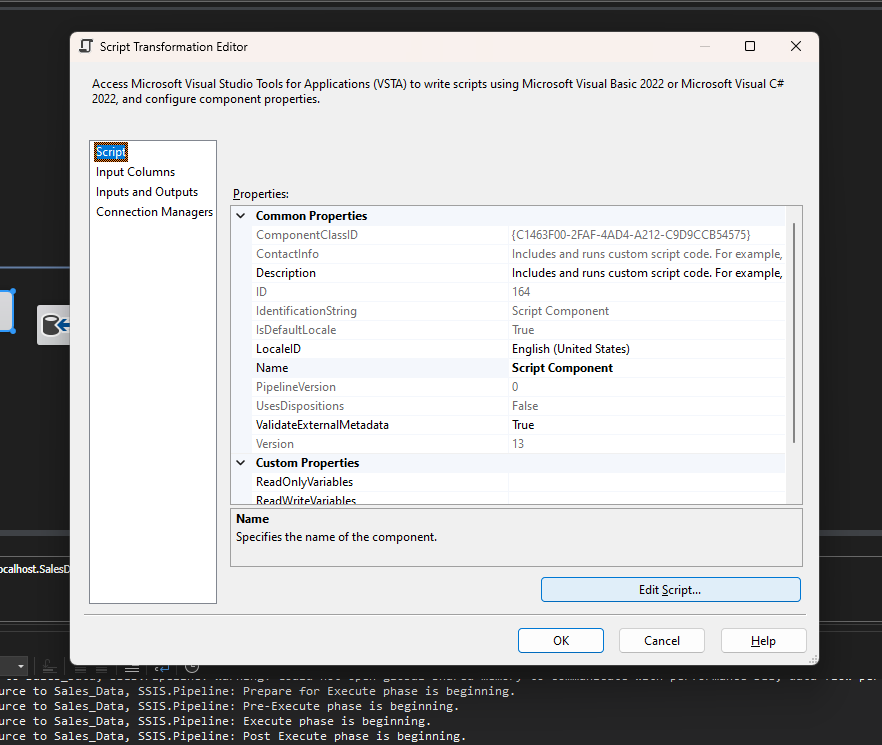 Script Transformation Editor
Access Microsoft Visual Studio Tools for Applications (VSTA) to write scripts using Microsoft Visual Basic 2022 or Microsoft Visual C#
2022, and configure component properties.
Script
Input Columns
Inputs and Outputs
Connection Managers
Properties:
Common Properties
ComponentClassID {C1463F00-2FAF-4AD4-A212-C9D9CCB54575}
ContactInfo Includes and runs custom script code. For example,
Description Includes and runs custom script code. For example,
ID 164
IdentificationString Script Component
IsDefaultLocale True
LocaleID English (United States)
Name Script Component
PipelineVersion 0
UsesDispositions False
ValidateExternalMetadata True
Version 13
Custom Properties
ReadOnlyVariables
ReadWriteVariables
Name
Specifies the name of the component.
Edit Script...
OK Cancel Help
ocalhost.SalesD
urce to Sales_Data, SSIS.Pipeline: Prepare for Execute phase is beginning.
urce to Sales_Data, SSIS.Pipeline: Pre-Execute phase is beginning.
urce to Sales_Data, SSIS.Pipeline: Execute phase is beginning.
urce to Sales_Data, SSIS.Pipeline: Post Execute phase is beginning.